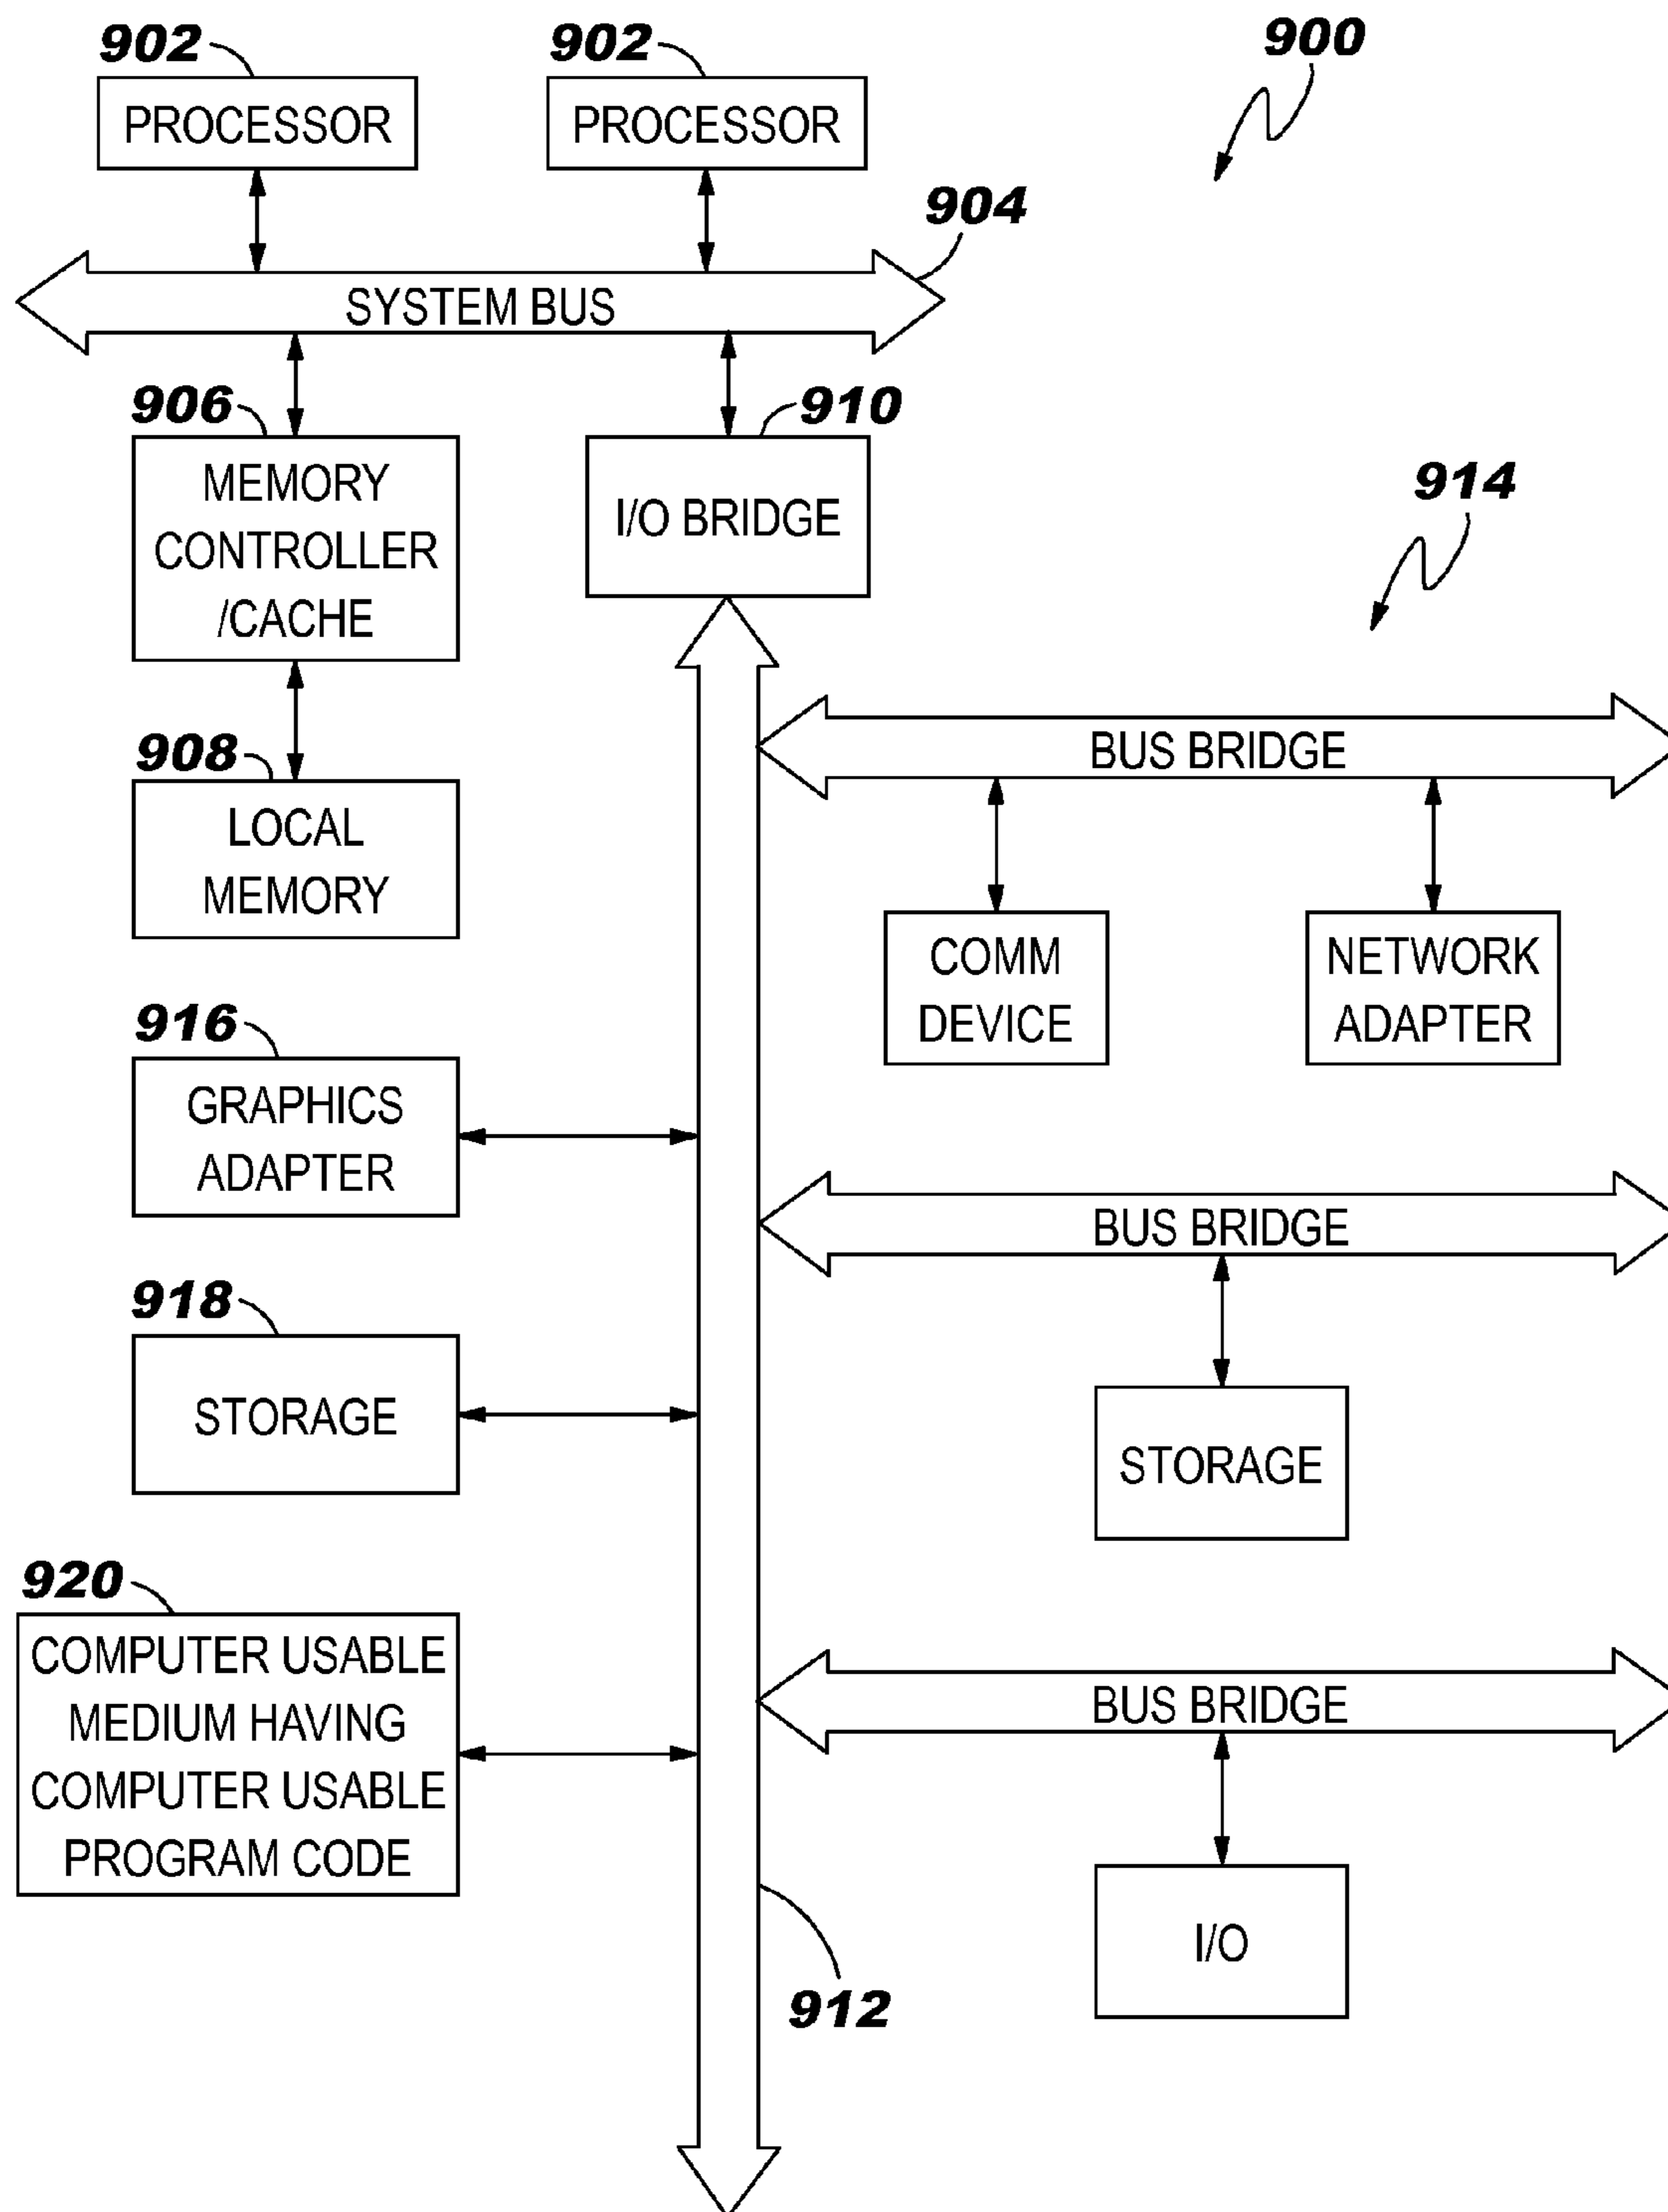 902
902
900
PROCESSOR
PROCESSOR
904
SYSTEM BUS
906
910
MEMORY
CONTROLLER
/CACHE
I/O BRIDGE
914
908
LOCAL
MEMORY
BUS BRIDGE
COMM
DEVICE
NETWORK
ADAPTER
916
GRAPHICS
ADAPTER
BUS BRIDGE
918
STORAGE
STORAGE
920
COMPUTER USABLE
MEDIUM HAVING
COMPUTER USABLE
PROGRAM CODE
BUS BRIDGE
I/O
912